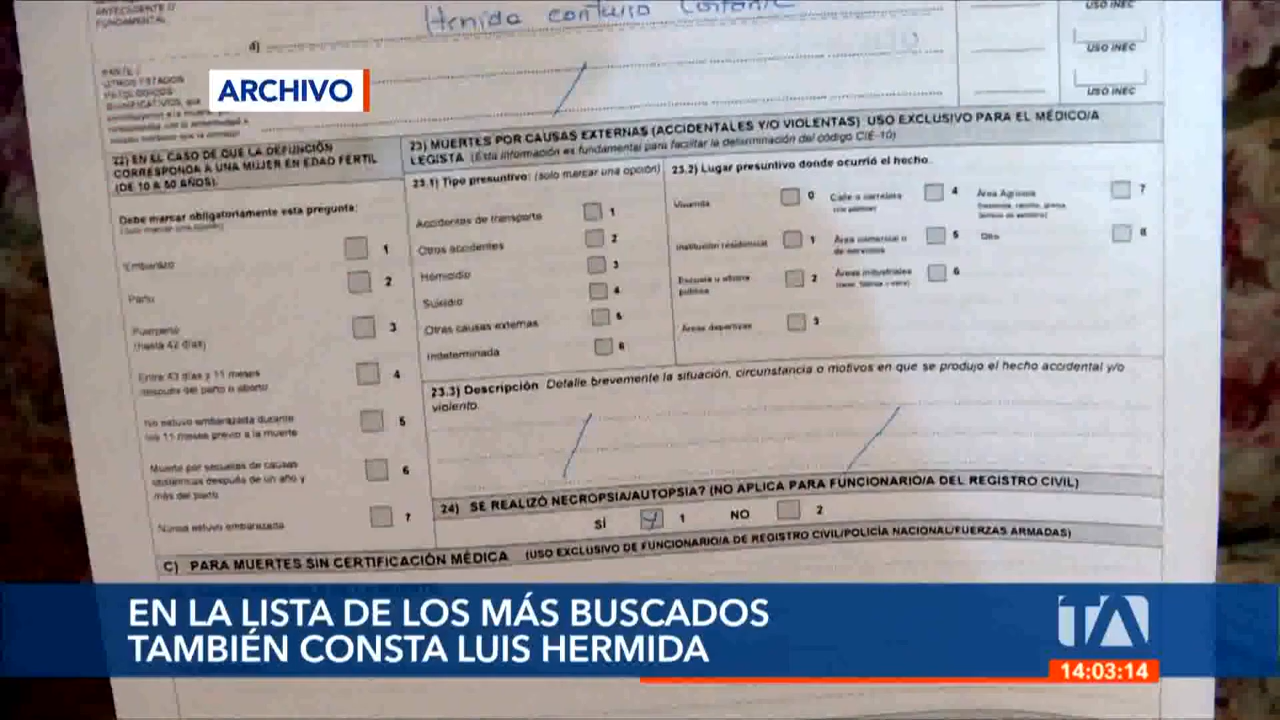 ANTECEDENTE O
FUNDAMENTAL
d)
USO INEC
USO INEC
USO INEC
ARCHIVO
22) EN EL CASO DE QUE LA DEFUNCIÓN
CORRESPONDA A UNA MUJER EN EDAD FÉRTIL
(DE 10 A 50 AÑOS).
Debe marcar obligatoriamente esta pregunta:
Embarazo 1
Parto 2
Puerperio
(hasta 42 días) 3
Entre 43 días y 11 meses
después del parto o aborto 4
No estuvo embarazada durante
los 11 meses previo a la muerte 5
Muerte por secuelas de causas
obstétricas después de un año y
más del parto 6
Nunca estuvo embarazada 7
23) MUERTES POR CAUSAS EXTERNAS (ACCIDENTALES Y/O VIOLENTAS) USO EXCLUSIVO PARA EL MÉDICO/A
LEGISTA (Esta información es fundamental para facilitar la determinación del código CIE-10)
23.1) Tipo presuntivo: (solo marcar una opción)
Accidentes de transporte 1
Otros accidentes 2
Homicidio 3
Suicidio 4
Otras causas externas 5
Indeterminada 6
23.2) Lugar presuntivo donde ocurrió el hecho.
Vivienda 0
Institución residencial 1
Escuela u oficina
pública 2
Áreas deportivas 3
Calle o carretera
4
Área comercial o
de servicios 5
Áreas industriales
6
Área Agrícola
7
Otro 8
23.3) Descripción Detalle brevemente la situación, circunstancia o motivos en que se produjo el hecho accidental y/o
violento.
24) SE REALIZÓ NECROPSIA/AUTOPSIA? (NO APLICA PARA FUNCIONARIO/A DEL REGISTRO CIVIL)
SÍ 1 NO 2
C) PARA MUERTES SIN CERTIFICACIÓN MÉDICA (USO EXCLUSIVO DE FUNCIONARIO/A DE REGISTRO CIVIL/POLICÍA NACIONAL/FUERZAS ARMADAS)
EN LA LISTA DE LOS MÁS BUSCADOS
TAMBIÉN CONSTA LUIS HERMIDA
TA
14:03:14